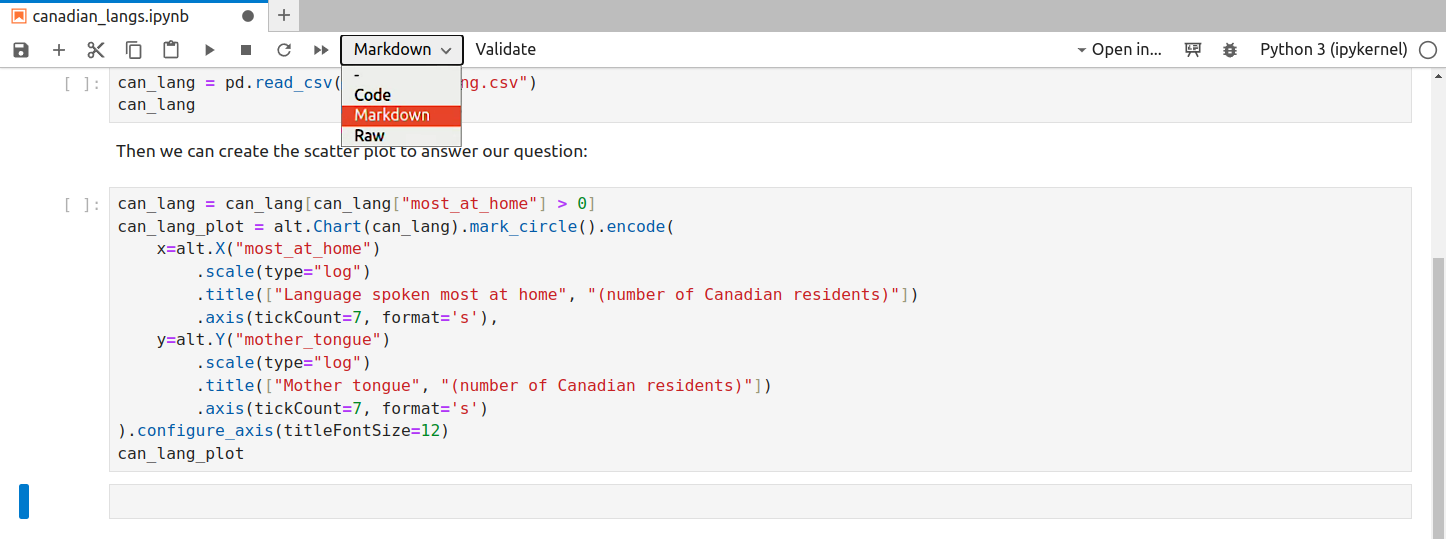 canadian_langs.ipynb
Markdown Validate Open in... Python 3 (ipykernel)
-
Code
Markdown
Raw
[ ]: can_lang = pd.read_csv( ng.csv")
can_lang
Then we can create the scatter plot to answer our question:
[ ]: can_lang = can_lang[can_lang["most_at_home"] > 0]
can_lang_plot = alt.Chart(can_lang).mark_circle().encode(
    x=alt.X("most_at_home")
        .scale(type="log")
        .title(["Language spoken most at home", "(number of Canadian residents)"])
        .axis(tickCount=7, format='s'),
    y=alt.Y("mother_tongue")
        .scale(type="log")
        .title(["Mother tongue", "(number of Canadian residents)"])
        .axis(tickCount=7, format='s')
).configure_axis(titleFontSize=12)
can_lang_plot